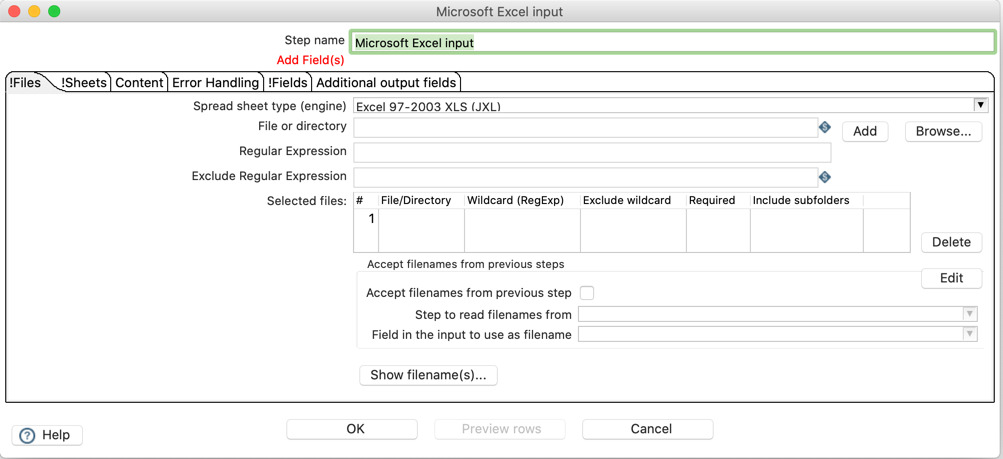 Microsoft Excel input
Step name Microsoft Excel input
Add Field(s)
!Files !Sheets Content Error Handling !Fields Additional output fields
Spread sheet type (engine) Excel 97-2003 XLS (JXL)
File or directory Add Browse...
Regular Expression
Exclude Regular Expression
Selected files: # File/Directory Wildcard (RegExp) Exclude wildcard Required Include subfolders
1
Delete
Accept filenames from previous steps
Edit
Accept filenames from previous step
Step to read filenames from
Field in the input to use as filename
Show filename(s)...
Help OK Preview rows Cancel